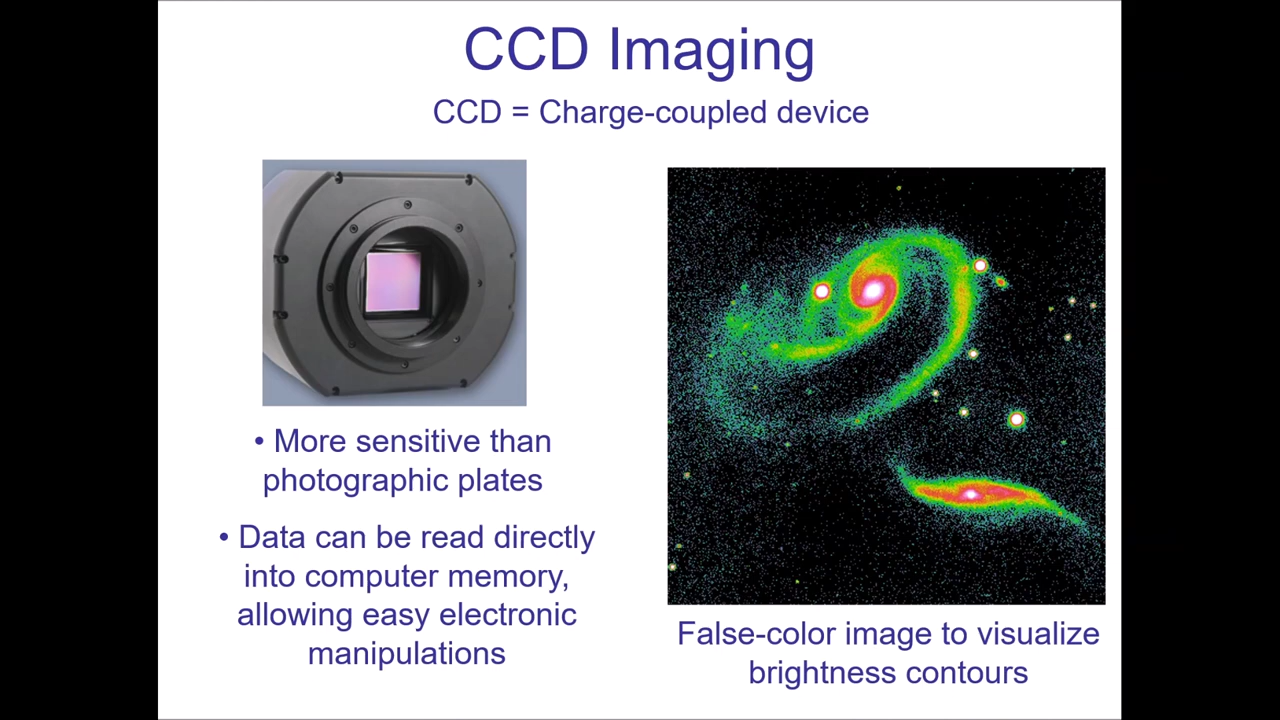 CCD Imaging
CCD = Charge-coupled device
• More sensitive than
photographic plates
• Data can be read directly
into computer memory,
allowing easy electronic
manipulations
False-color image to visualize
brightness contours